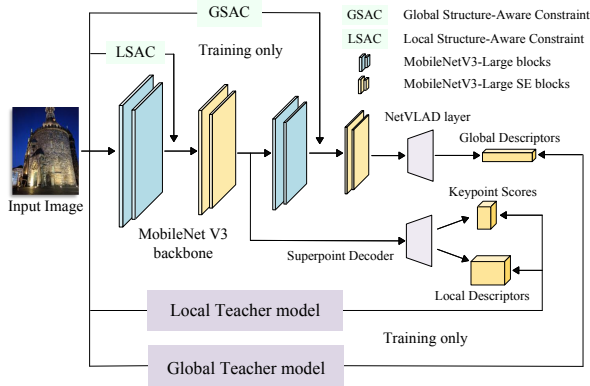 GSAC
GSAC Global Structure-Aware Constraint
LSAC Local Structure-Aware Constraint
LSAC
Training only
MobileNetV3-Large blocks
MobileNetV3-Large SE blocks
NetVLAD layer
Global Descriptors
Keypoint Scores
Input Image
MobileNet V3
backbone
Superpoint Decoder
Local Descriptors
Local Teacher model
Training only
Global Teacher model